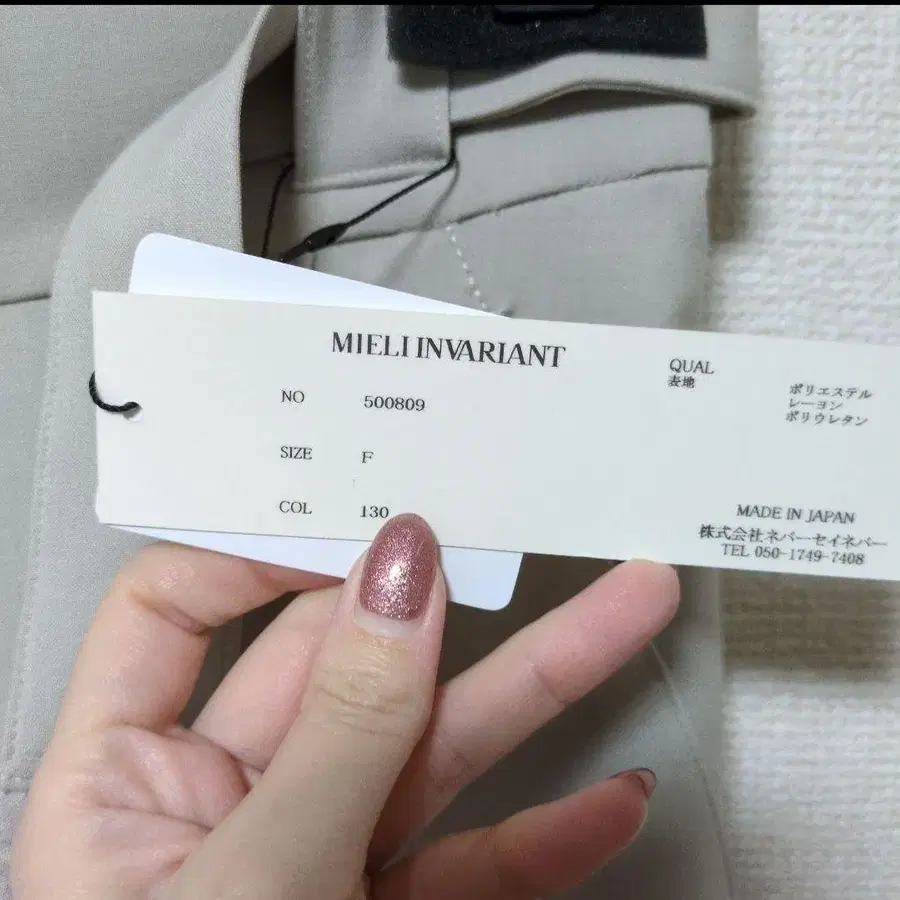 MIELI INVARIANT
NO 500809
SIZE F
COL 130
QUAL
表地
ポリエステル
レーヨン
ポリウレタン
MADE IN JAPAN
株式会社ネバーセイネバー
TEL 050-1749-7408